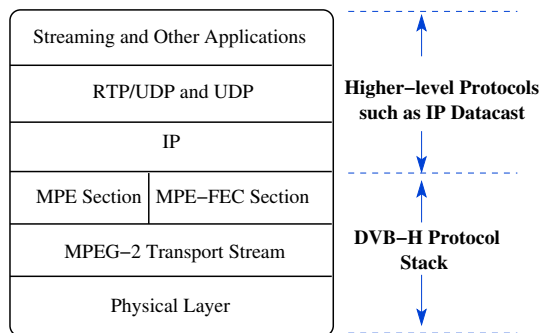 Streaming and Other Applications
RTP/UDP and UDP
IP
MPE Section
MPE−FEC Section
MPEG−2 Transport Stream
Physical Layer
Higher−level Protocols
such as IP Datacast
DVB−H Protocol
Stack